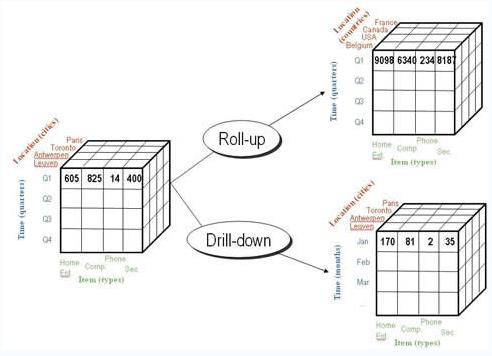 Location (cities)
Paris
Toronto
Antwerpen
Leuven
Time (quarters)
Q1
605 825 14 400
Q2
Q3
Q4
Home
Ent.
Comp.
Phone
Sec.
Item (types)
Roll-up
Drill-down
Location (countries)
France
Canada
USA
Belgium
Time (quarters)
Q1
9098 6340 234 8187
Q2
Q3
Q4
Home
Ent.
Comp.
Phone
Sec.
Item (types)
Location (cities)
Paris
Toronto
Antwerpen
Leuven
Time (months)
Jan
170 81 2 35
Feb
Mar
Home
Ent.
Comp.
Phone
Sec.
Item (types)